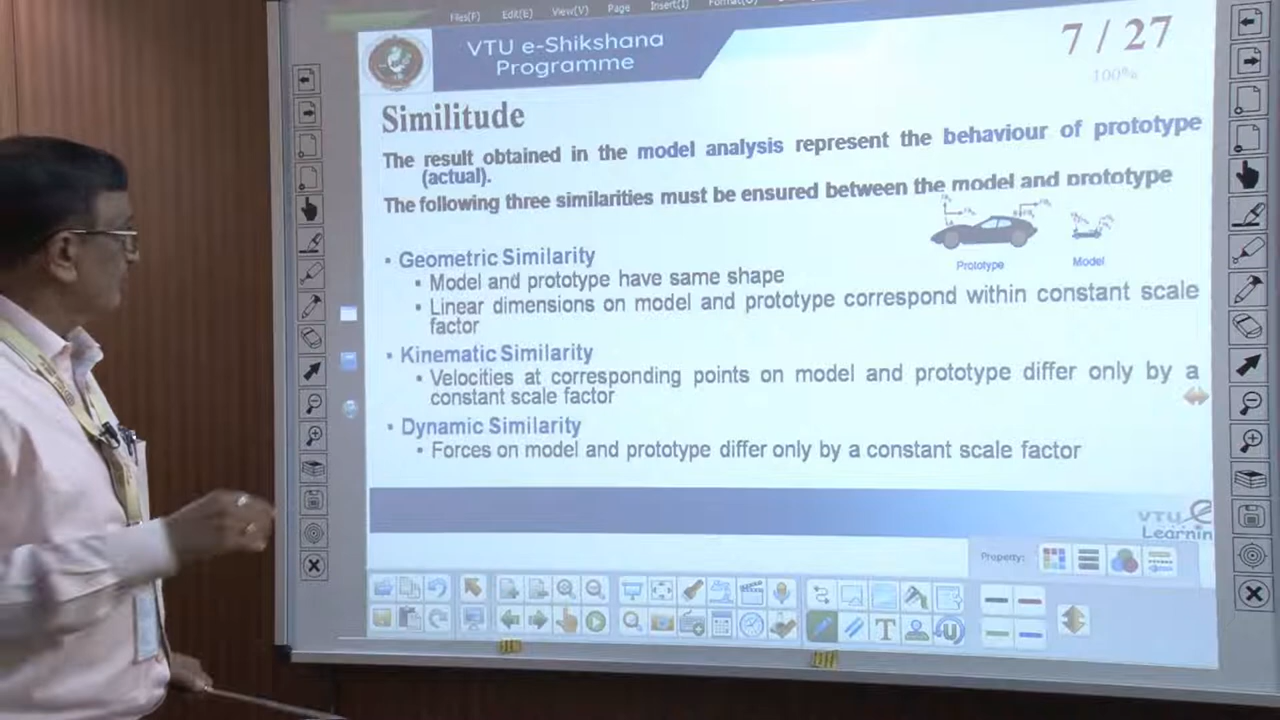 Files(F) Edit(E) View(V) Page Insert(I)
VTU e-Shikshana
Programme
7 / 27
100%
Similitude
The result obtained in the model analysis represent the behaviour of prototype
(actual).
The following three similarities must be ensured between the model and prototype
Prototype
Model
• Geometric Similarity
• Model and prototype have same shape
• Linear dimensions on model and prototype correspond within constant scale
factor
• Kinematic Similarity
• Velocities at corresponding points on model and prototype differ only by a
constant scale factor
• Dynamic Similarity
• Forces on model and prototype differ only by a constant scale factor
VTU e
Learnin
Property: